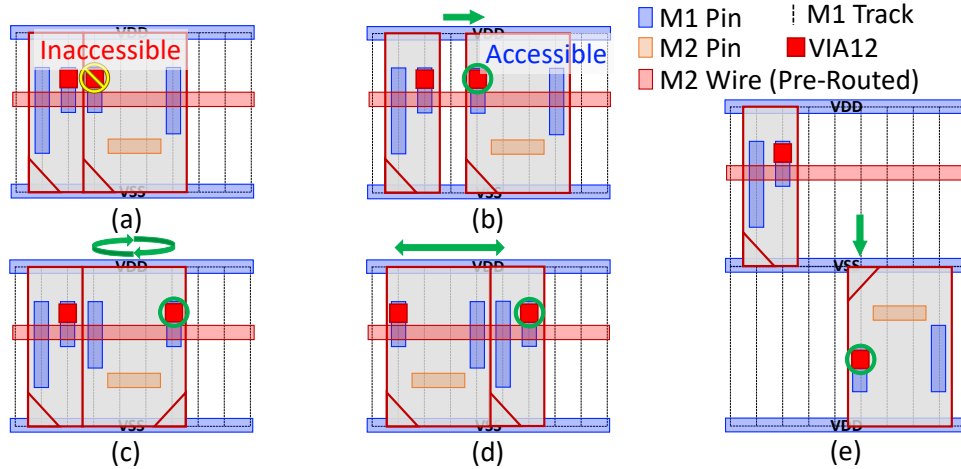 VDD
Inaccessible
VSS
(a)
VDD
Accessible
VSS
(b)
M1 Pin
M1 Track
M2 Pin
VIA12
M2 Wire (Pre-Routed)
VDD
VSS
VDD
(e)
VDD
VSS
(c)
VDD
VSS
(d)